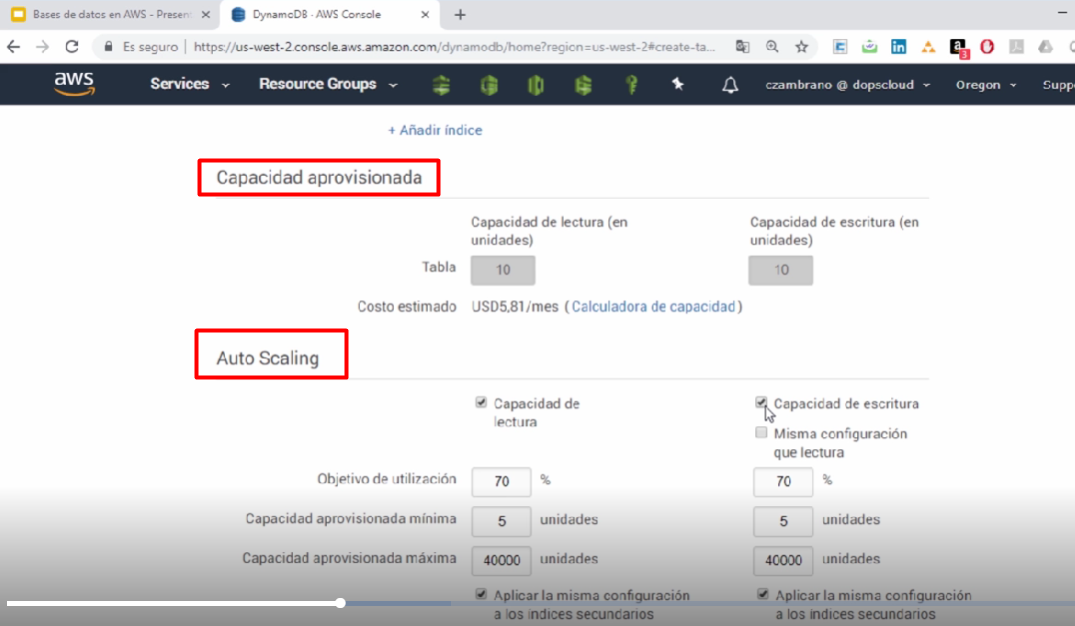 Bases de datos en AWS - Present
DynamoDB - AWS Console
Es seguro
https://us-west-2.console.aws.amazon.com/dynamodb/home?region=us-west-2#create-ta...
aws
Services
Resource Groups
czambrano @ dopscloud
Oregon
Supp
+ Añadir índice
Capacidad aprovisionada
Capacidad de lectura (en
unidades)
Capacidad de escritura (en
unidades)
Tabla 10 10
Costo estimado USD5,81/mes (Calculadora de capacidad)
Auto Scaling
Capacidad de
lectura
Capacidad de escritura
Misma configuración
que lectura
Objetivo de utilización 70 % 70 %
Capacidad aprovisionada mínima 5 unidades 5 unidades
Capacidad aprovisionada máxima 40000 unidades 40000 unidades
Aplicar la misma configuración
a los índices secundarios
Aplicar la misma configuración
a los índices secundarios